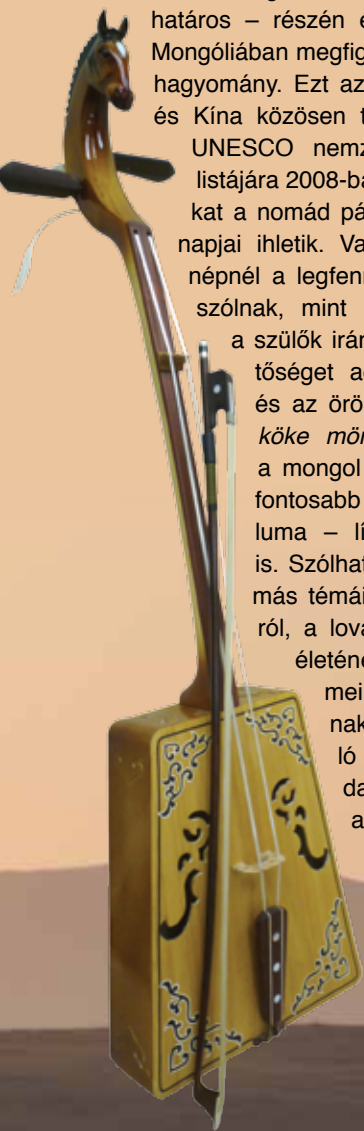 határos – részén é
Mongóliában megfig
hagyomány. Ezt az
és Kína közösen t
UNESCO nemz
listájára 2008-ba
kat a nomád pá
napjai ihletik. Va
népnél a legfenn
szólnak, mint
a szülők irán
tőséget a
és az örö
köke mör
a mongol
fontosabb
luma – lí
is. Szólhat
más témái
ról, a lova
életéne
mei
nak
ló
da
a